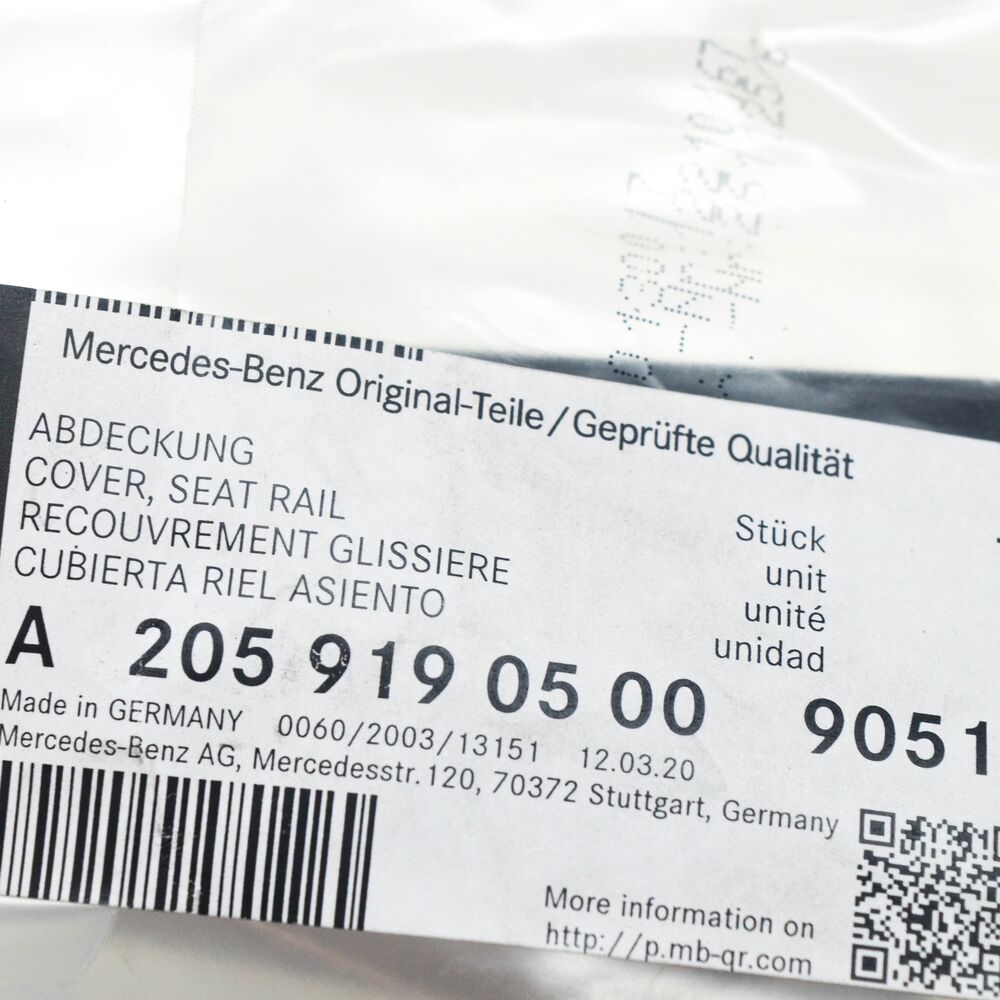 Mercedes-Benz Original-Teile/Geprüfte Qualität
ABDECKUNG
COVER, SEAT RAIL
RECOUVREMENT GLISSIERE
CUBIERTA RIEL ASIENTO
Stück
unit
unité
unidad
A 205 919 05 00 9051
Made in GERMANY 0060/2003/13151 12.03.20
Mercedes-Benz AG, Mercedesstr. 120, 70372 Stuttgart, Germany
More information on
http://p.mb-qr.com